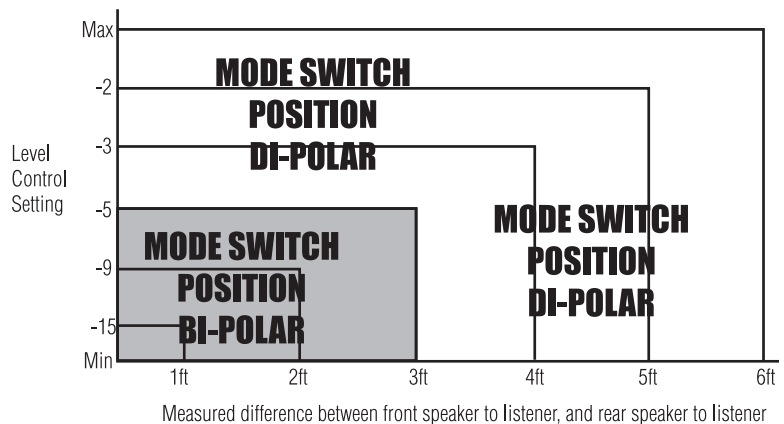 Max
-2
-3
-5
-9
-15
Min
Level
Control
Setting
MODE SWITCH
POSITION
DI-POLAR
MODE SWITCH
POSITION
BI-POLAR
MODE SWITCH
POSITION
DI-POLAR
1ft 2ft 3ft 4ft 5ft 6ft
Measured difference between front speaker to listener, and rear speaker to listener